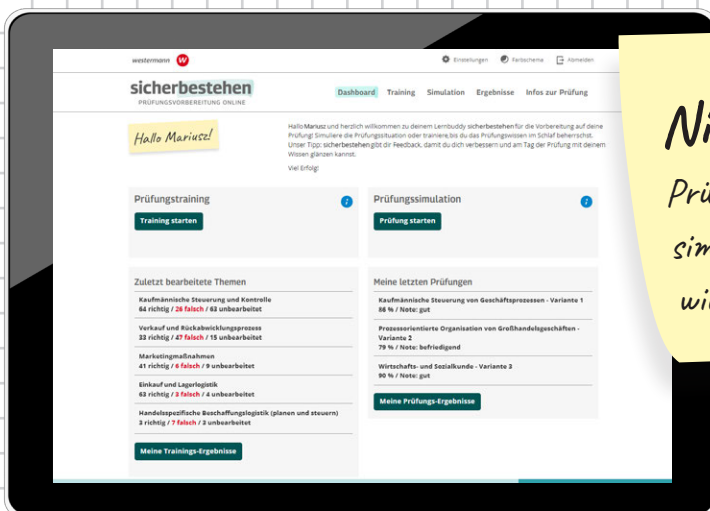 westermann W
Einstellungen Farbschema Abmelden
sicherbestehen
PRÜFUNGSVORBEREITUNG ONLINE
Dashboard Training Simulation Ergebnisse Infos zur Prüfung
Hallo Mariusz!
Hallo Mariusz und herzlich willkommen zu deinem Lernbuddy sicherbestehen für die Vorbereitung auf deine
Prüfung! Simuliere die Prüfungssituation oder trainiere, bis du das Prüfungswissen im Schlaf beherrschst.
Unser Tipp: sicherbestehen gibt dir Feedback, damit du dich verbessern und am Tag der Prüfung mit deinem
Wissen glänzen kannst.
Viel Erfolg!
Prüfungstraining
Training starten
Prüfungssimulation
Prüfung starten
Zuletzt bearbeitete Themen
Kaufmännische Steuerung und Kontrolle
64 richtig / 26 falsch / 63 unbearbeitet
Verkauf und Rückabwicklungsprozess
33 richtig / 47 falsch / 15 unbearbeitet
Marketingmaßnahmen
41 richtig / 6 falsch / 9 unbearbeitet
Einkauf und Lagerlogistik
63 richtig / 3 falsch / 4 unbearbeitet
Handelsspezifische Beschaffungslogistik (planen und steuern)
3 richtig / 7 falsch / 3 unbearbeitet
Meine Trainings-Ergebnisse
Meine letzten Prüfungen
Kaufmännische Steuerung von Geschäftsprozessen - Variante 1
86 % / Note: gut
Prozessorientierte Organisation von Großhandelsgeschäften -
Variante 2
79 % / Note: befriedigend
Wirtschafts- und Sozialkunde - Variante 3
90 % / Note: gut
Meine Prüfungs-Ergebnisse